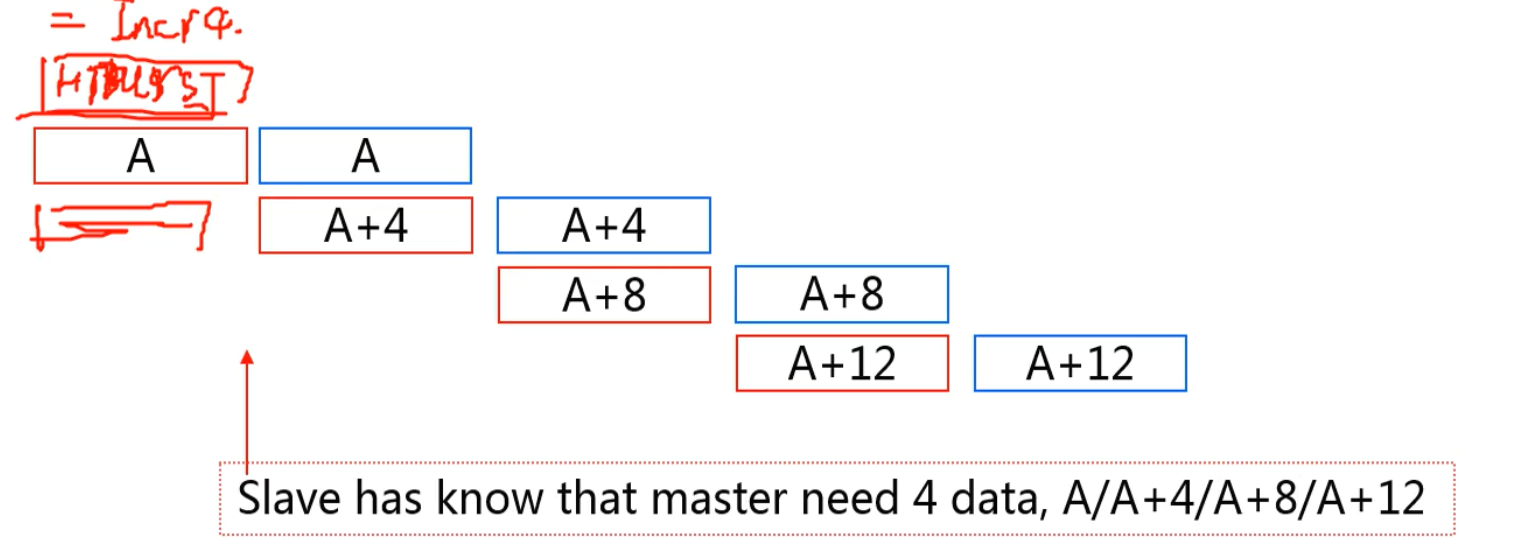 = Incr4.
HBURST
A A
A+4 A+4
A+8 A+8
A+12 A+12
Slave has know that master need 4 data, A/A+4/A+8/A+12